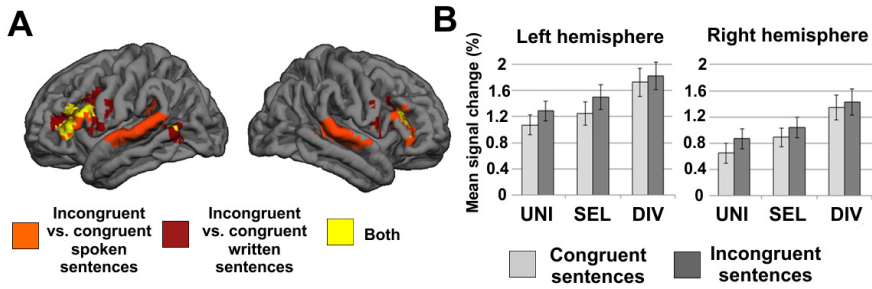 A
Incongruent
vs. congruent
spoken
sentences
Incongruent
vs. congruent
written
sentences
Both
B
Left hemisphere
Right hemisphere
Mean signal change (%)
2
1.6
1.2
0.8
0.4
0
UNI
SEL
DIV
2
1.6
1.2
0.8
0.4
0
UNI
SEL
DIV
Congruent
sentences
Incongruent
sentences